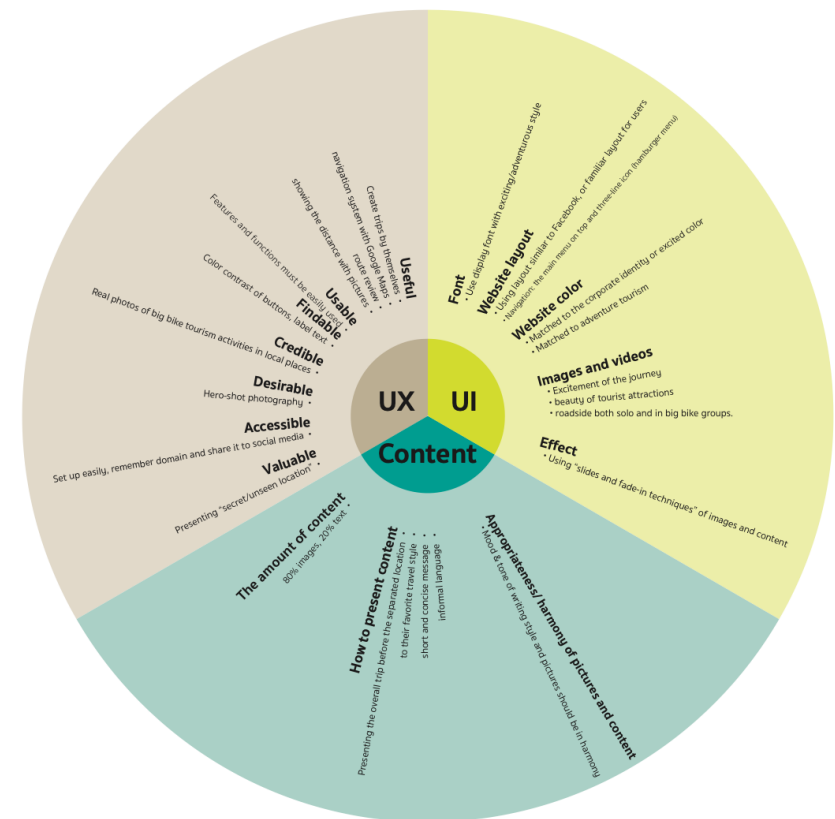 UX
Useful
Create trips by themselves •
navigation system with Google Maps •
route review •
showing the distance with pictures •
Usable
Features and functions must be easily used •
Findable
Color contrast of buttons, label text •
Credible
Real photos of big bike tourism activities in local places •
Desirable
Hero-shot photography •
Accessible
Set up easily, remember domain and share it to social media •
Valuable
Presenting "secret/unseen location" •
UI
Font
• Use display font with exciting/adventurous style
Website layout
• Using layout similar to Facebook, or familiar layout for users
• Navigation: the main menu on top and three-line icon (hamburger menu)
Website color
• Matched to the corporate identity or excited color
• Matched to adventure tourism
Images and videos
• Excitement of the journey
• beauty of tourist attractions
• roadside both solo and in big bike groups.
Effect
• Using "slides and fade-in techniques" of images and content
Content
The amount of content
80% images, 20% text •
How to present content
Presenting the overall trip before the separated location •
to their favorite travel style •
short and concise message •
informal language •
Appropriateness/ harmony of pictures and content
• Mood & tone of writing style and pictures should be in harmony